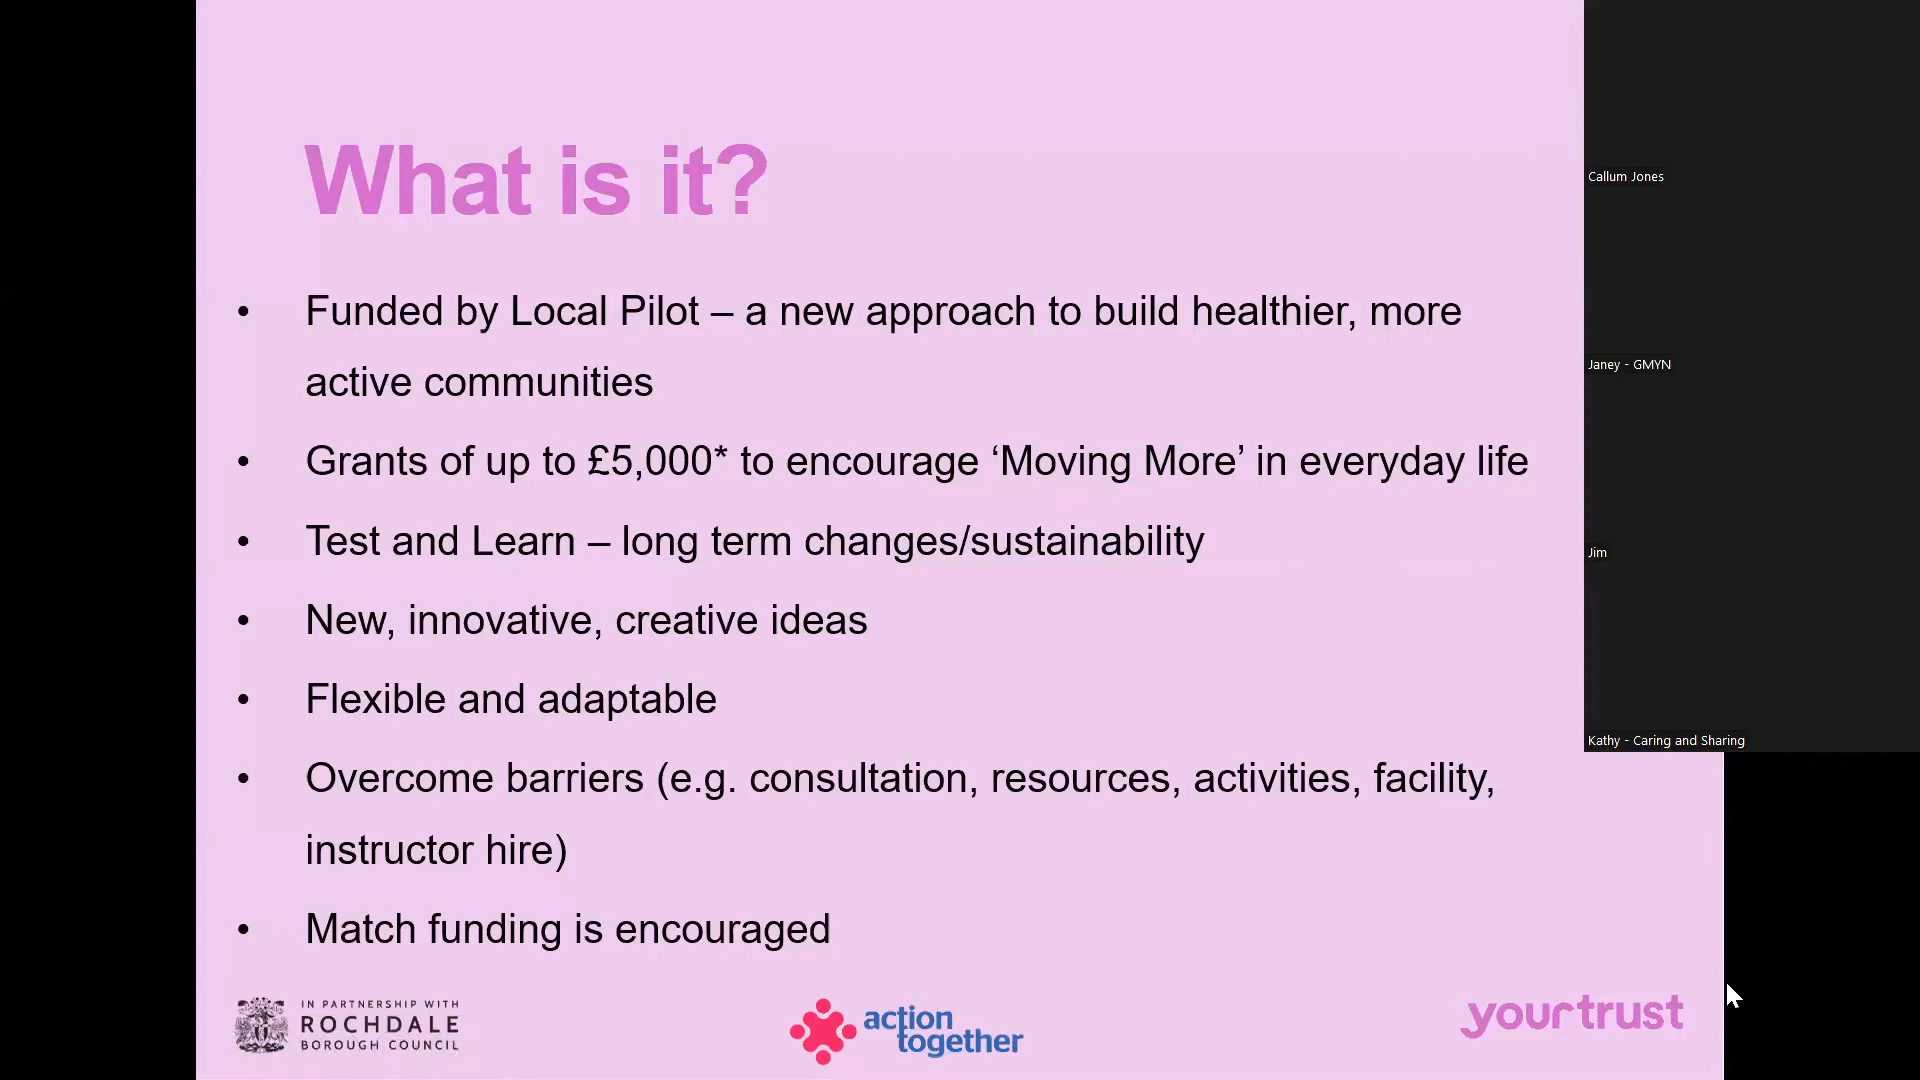 What is it?
• Funded by Local Pilot – a new approach to build healthier, more
active communities
• Grants of up to £5,000* to encourage ‘Moving More’ in everyday life
• Test and Learn – long term changes/sustainability
• New, innovative, creative ideas
• Flexible and adaptable
• Overcome barriers (e.g. consultation, resources, activities, facility,
instructor hire)
• Match funding is encouraged
IN PARTNERSHIP WITH
ROCHDALE
BOROUGH COUNCIL
action
together
yourtrust
Callum Jones
Janey - GMYN
Jim
Kathy - Caring and Sharing